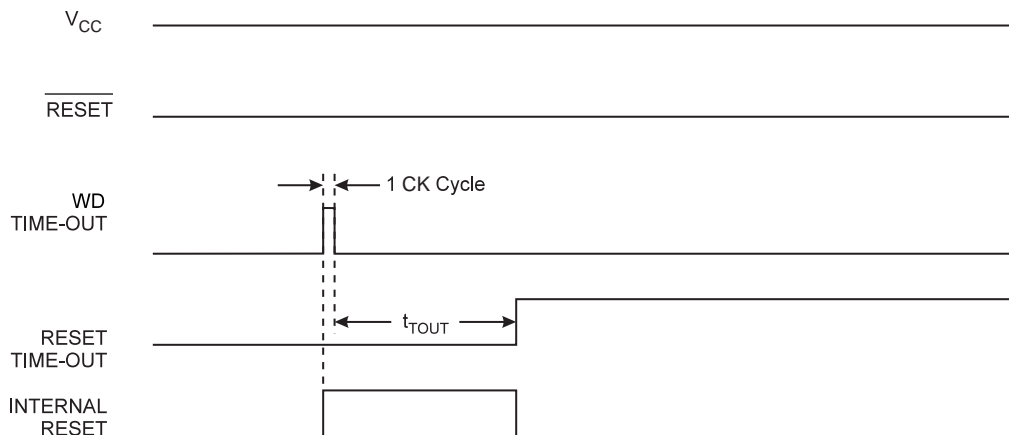 VCC
RESET
1 CK Cycle
WD
TIME-OUT
tTOUT
RESET
TIME-OUT
INTERNAL
RESET